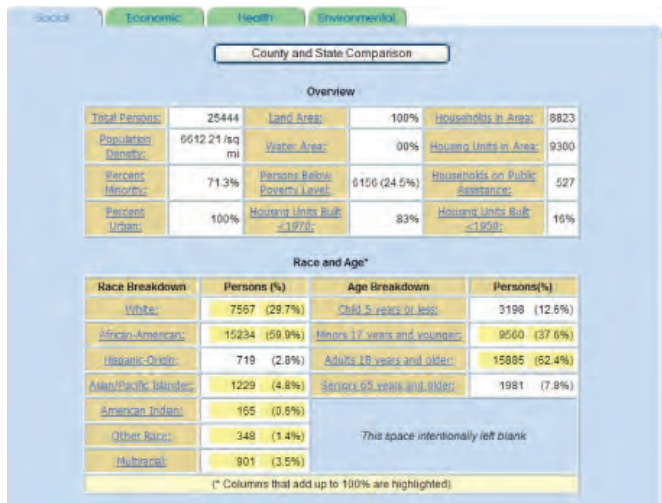 Social Economic Health Environmental
County and State Comparison
Overview
Total Persons: 25444 Land Area: 100% Households in Area: 8823
Population Density: 6612.21 /sq mi Water Area: 00% Housing Units in Area: 9300
Percent Minority: 71.3% Persons Below Poverty Level: 6156 (24.5%) Households on Public Assistance: 527
Percent Urban: 100% Housing Units Built <1970: 83% Housing Units Built <1950: 16%
Race and Age*
Race Breakdown Persons (%) Age Breakdown Persons(%)
White: 7567 (29.7%) Child 5 years or less: 3198 (12.6%)
African-American: 15234 (59.9%) Minors 17 years and younger: 9560 (37.6%)
Hispanic-Origin: 719 (2.8%) Adults 18 years and older: 15885 (62.4%)
Asian/Pacific Islander: 1229 (4.8%) Seniors 65 years and older: 1981 (7.8%)
American Indian: 165 (0.6%)
Other Race: 348 (1.4%) This space intentionally left blank
Multiracial: 901 (3.5%)
(* Columns that add up to 100% are highlighted)